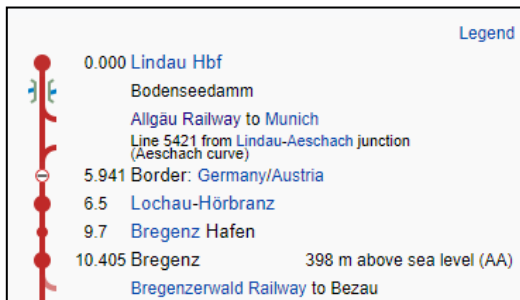 Legend
0.000 Lindau Hbf
Bodenseedamm
Allgäu Railway to Munich
Line 5421 from Lindau-Aeschach junction
(Aeschach curve)
5.941 Border: Germany/Austria
6.5 Lochau-Hörbranz
9.7 Bregenz Hafen
10.405 Bregenz 398 m above sea level (AA)
Bregenzerwald Railway to Bezau